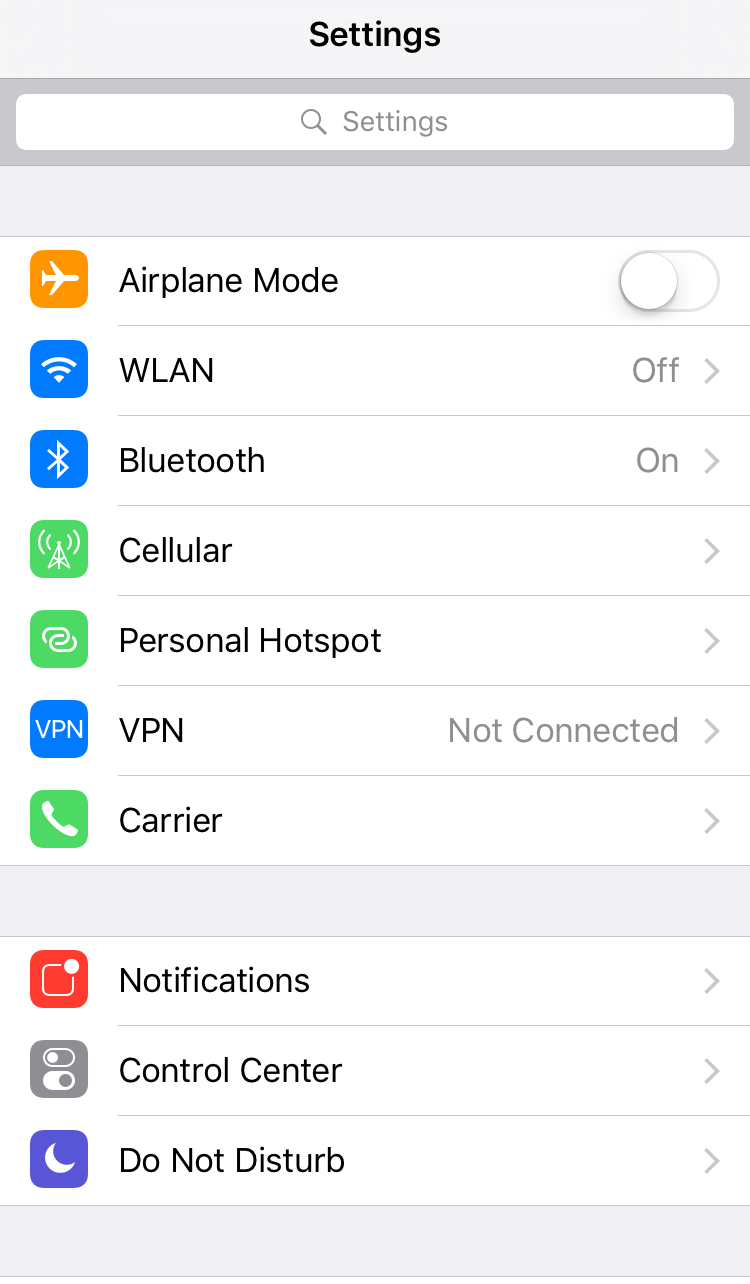 Settings
Settings
Airplane Mode
WLAN Off
Bluetooth On
Cellular
Personal Hotspot
VPN VPN Not Connected
Carrier
Notifications
Control Center
Do Not Disturb